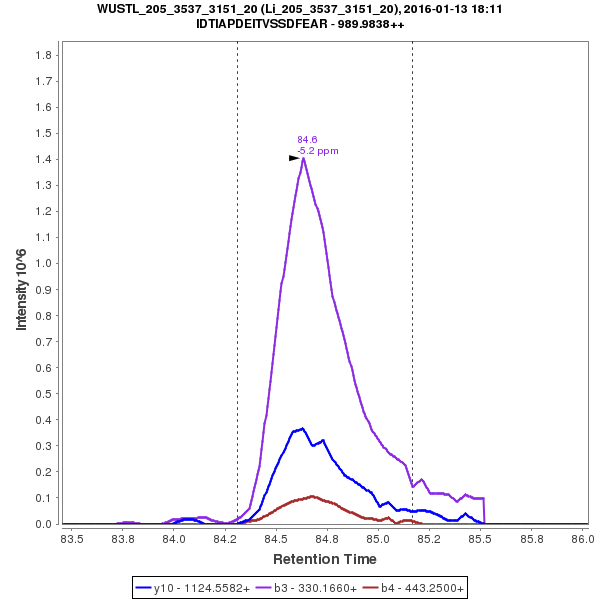 WUSTL_205_3537_3151_20 (Li_205_3537_3151_20), 2016-01-13 18:11
IDTIAPDEITVSSDFEAR - 989.9838++
84.6
-5.2 ppm
1.8
1.7
1.6
1.5
1.4
1.3
1.2
1.1
1.0
0.9
0.8
0.7
0.6
0.5
0.4
0.3
0.2
0.1
0.0
Intensity 10^6
83.5 83.8 84.0 84.2 84.5 84.8 85.0 85.2 85.5 85.8 86.0
Retention Time
y10 - 1124.5582+ b3 - 330.1660+ b4 - 443.2500+